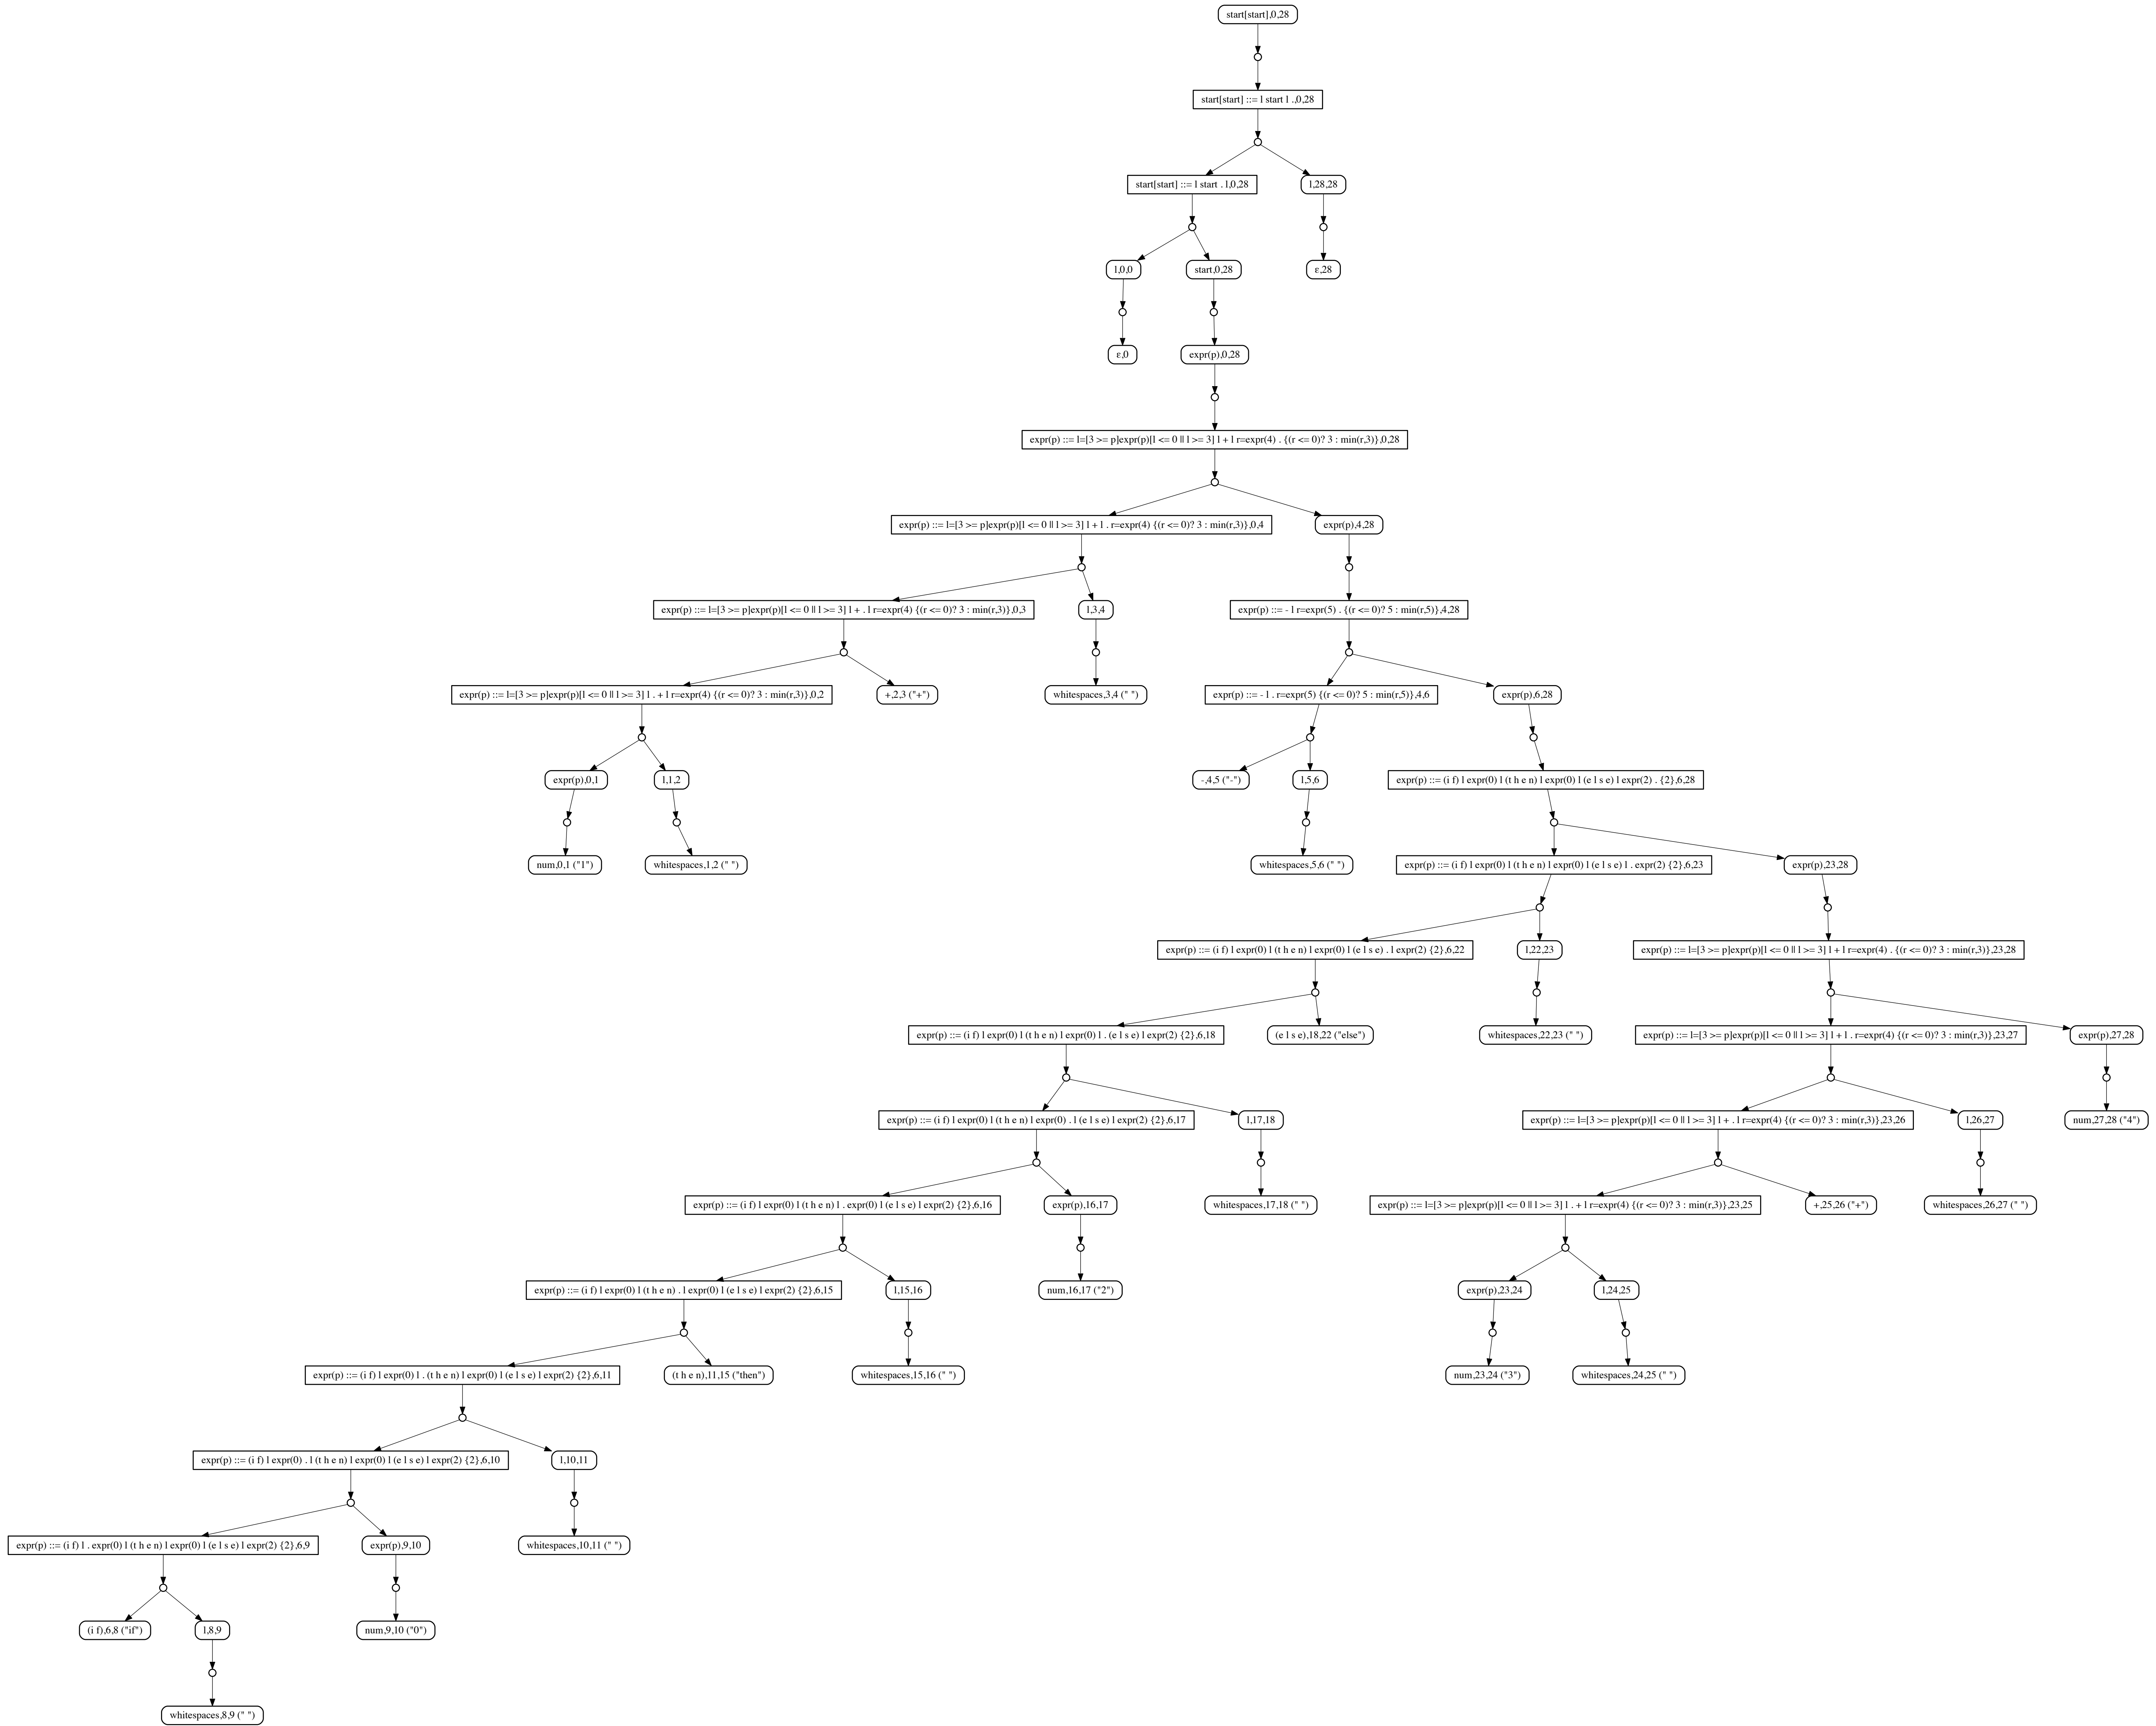 start[start],0,28
start[start] ::= l start l .,0,28
start[start] ::= l start . l,0,28
l,28,28
l,0,0
start,0,28
ε,28
ε,0
expr(p),0,28
expr(p) ::= l=[3 >= p]expr(p)[l <= 0 || l >= 3] l + l r=expr(4) . {(r <= 0)? 3 : min(r,3)},0,28
expr(p) ::= l=[3 >= p]expr(p)[l <= 0 || l >= 3] l + l . r=expr(4) {(r <= 0)? 3 : min(r,3)},0,4
expr(p),4,28
expr(p) ::= l=[3 >= p]expr(p)[l <= 0 || l >= 3] l + . l r=expr(4) {(r <= 0)? 3 : min(r,3)},0,3
l,3,4
expr(p) ::= - l r=expr(5) . {(r <= 0)? 5 : min(r,5)},4,28
expr(p) ::= l=[3 >= p]expr(p)[l <= 0 || l >= 3] l . + l r=expr(4) {(r <= 0)? 3 : min(r,3)},0,2
+,2,3 ("+")
whitespaces,3,4 (" ")
expr(p) ::= - l . r=expr(5) {(r <= 0)? 5 : min(r,5)},4,6
expr(p),6,28
expr(p),0,1
l,1,2
-,4,5 ("-")
l,5,6
expr(p) ::= (i f) l expr(0) l (t h e n) l expr(0) l (e l s e) l expr(2) . {2},6,28
num,0,1 ("1")
whitespaces,1,2 (" ")
whitespaces,5,6 (" ")
expr(p) ::= (i f) l expr(0) l (t h e n) l expr(0) l (e l s e) l . expr(2) {2},6,23
expr(p),23,28
expr(p) ::= (i f) l expr(0) l (t h e n) l expr(0) l (e l s e) . l expr(2) {2},6,22
l,22,23
expr(p) ::= l=[3 >= p]expr(p)[l <= 0 || l >= 3] l + l r=expr(4) . {(r <= 0)? 3 : min(r,3)},23,28
expr(p) ::= (i f) l expr(0) l (t h e n) l expr(0) l . (e l s e) l expr(2) {2},6,18
(e l s e),18,22 ("else")
whitespaces,22,23 (" ")
expr(p) ::= l=[3 >= p]expr(p)[l <= 0 || l >= 3] l + l . r=expr(4) {(r <= 0)? 3 : min(r,3)},23,27
expr(p),27,28
expr(p) ::= (i f) l expr(0) l (t h e n) l expr(0) . l (e l s e) l expr(2) {2},6,17
l,17,18
expr(p) ::= l=[3 >= p]expr(p)[l <= 0 || l >= 3] l + . l r=expr(4) {(r <= 0)? 3 : min(r,3)},23,26
l,26,27
num,27,28 ("4")
expr(p) ::= (i f) l expr(0) l (t h e n) l . expr(0) l (e l s e) l expr(2) {2},6,16
expr(p),16,17
whitespaces,17,18 (" ")
expr(p) ::= l=[3 >= p]expr(p)[l <= 0 || l >= 3] l . + l r=expr(4) {(r <= 0)? 3 : min(r,3)},23,25
+,25,26 ("+")
whitespaces,26,27 (" ")
expr(p) ::= (i f) l expr(0) l (t h e n) . l expr(0) l (e l s e) l expr(2) {2},6,15
l,15,16
num,16,17 ("2")
expr(p),23,24
l,24,25
expr(p) ::= (i f) l expr(0) l . (t h e n) l expr(0) l (e l s e) l expr(2) {2},6,11
(t h e n),11,15 ("then")
whitespaces,15,16 (" ")
num,23,24 ("3")
whitespaces,24,25 (" ")
expr(p) ::= (i f) l expr(0) . l (t h e n) l expr(0) l (e l s e) l expr(2) {2},6,10
l,10,11
expr(p) ::= (i f) l . expr(0) l (t h e n) l expr(0) l (e l s e) l expr(2) {2},6,9
expr(p),9,10
whitespaces,10,11 (" ")
(i f),6,8 ("if")
l,8,9
num,9,10 ("0")
whitespaces,8,9 (" ")